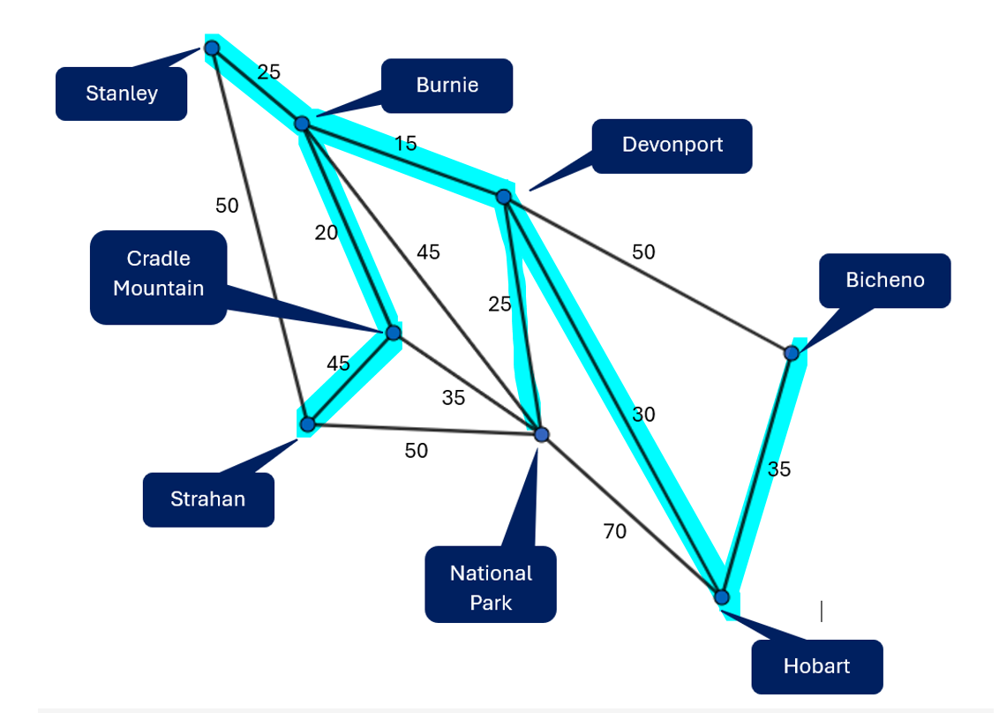 Stanley
25
Burnie
15
Devonport
50
20
45
50
Cradle
Mountain
25
Bicheno
45
35
30
50
35
Strahan
70
National
Park
Hobart